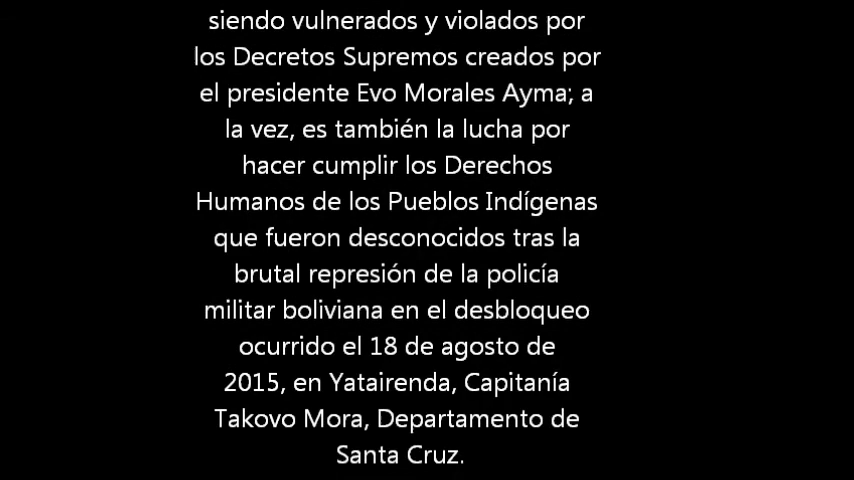 siendo vulnerados y violados por
los Decretos Supremos creados por
el presidente Evo Morales Ayma; a
la vez, es también la lucha por
hacer cumplir los Derechos
Humanos de los Pueblos Indígenas
que fueron desconocidos tras la
brutal represión de la policía
militar boliviana en el desbloqueo
ocurrido el 18 de agosto de
2015, en Yatairenda, Capitanía
Takovo Mora, Departamento de
Santa Cruz.